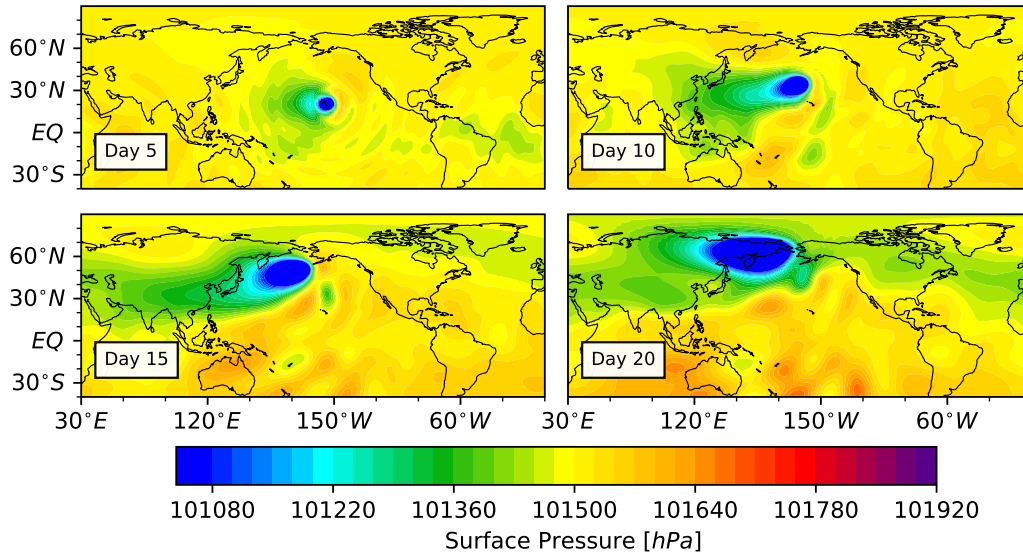 60°N
30°N
EQ
30°S
Day 5
Day 10
60°N
30°N
EQ
30°S
Day 15
Day 20
30°E 120°E 150°W 60°W 30°E 120°E 150°W 60°W
101080 101220 101360 101500 101640 101780 101920
Surface Pressure [hPa]